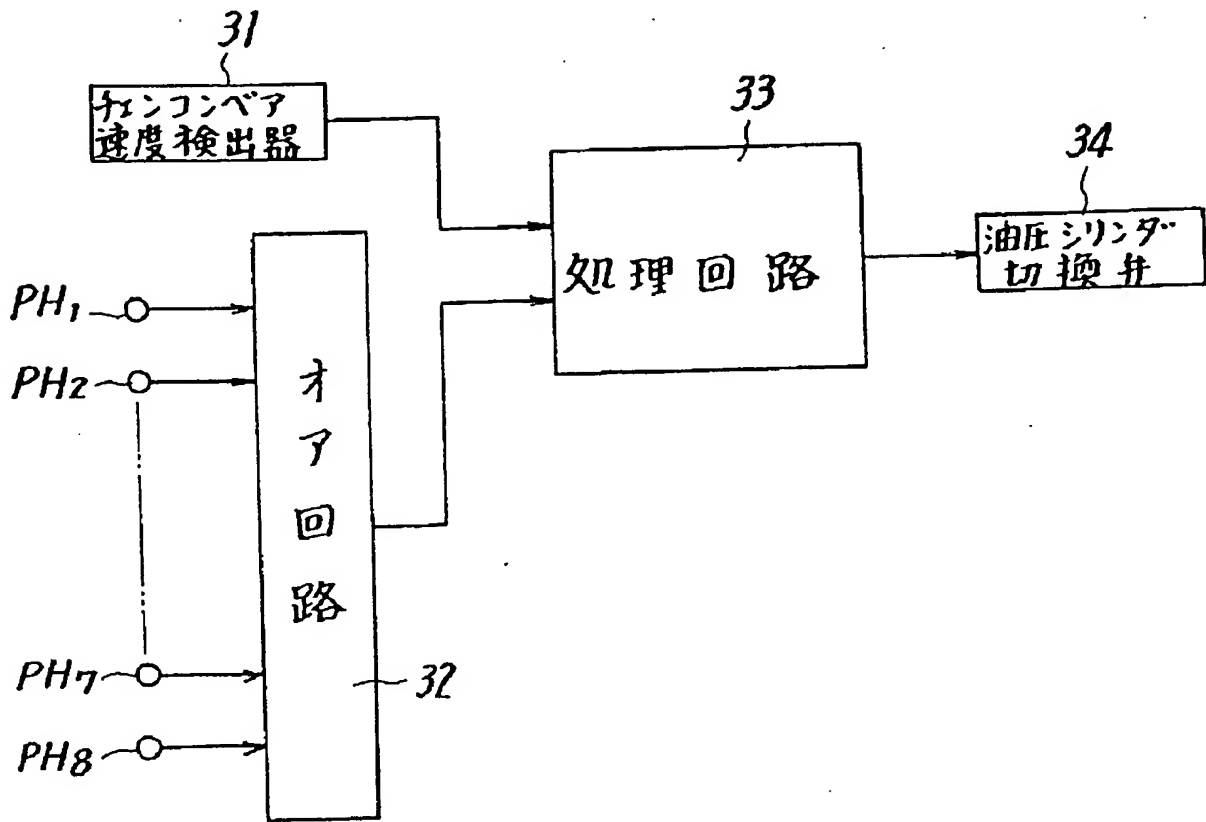 31
チェンコンベア
速度検出器
33
処理回路
34
油圧シリンダ
切換弁
PH1
PH2
PH7
PH8
オア回路
32